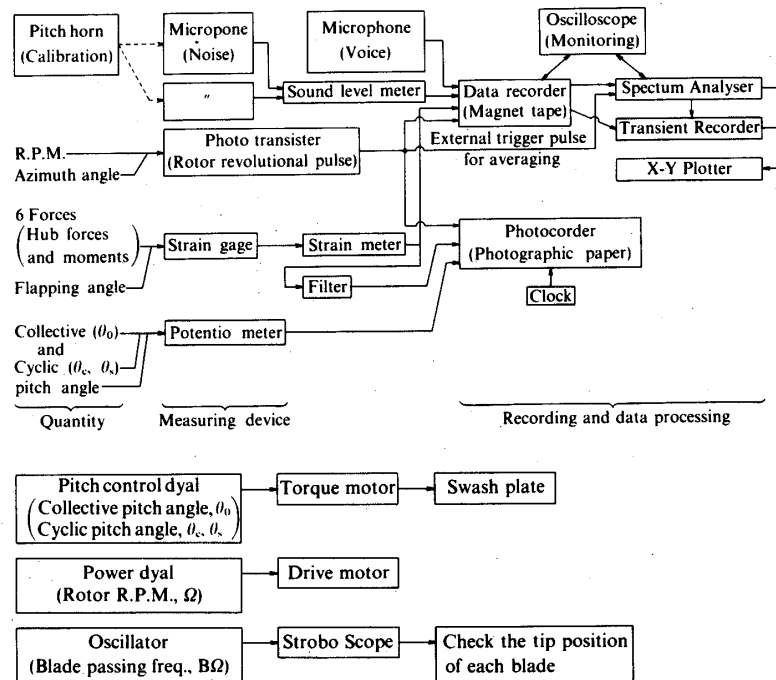 Pitch horn
(Calibration)
Micropone
(Noise)
Microphone
(Voice)
Oscilloscope
(Monitoring)
〃
Sound level meter
Data recorder
(Magnet tape)
Spectum Analyser
Transient Recorder
X-Y Plotter
R.P.M.
Azimuth angle
Photo transister
(Rotor revolutional pulse)
External trigger pulse
for averaging
6 Forces
(Hub forces
and moments)
Flapping angle
Strain gage
Strain meter
Filter
Photocorder
(Photographic paper)
Clock
Collective (θ₀)
and
Cyclic (θc, θs)
pitch angle
Potentio meter
Quantity
Measuring device
Recording and data processing
Pitch control dyal
(Collective pitch angle, θ₀
Cyclic pitch angle, θc, θs)
Torque motor
Swash plate
Power dyal
(Rotor R.P.M., Ω)
Drive motor
Oscillator
(Blade passing freq., BΩ)
Strobo Scope
Check the tip position
of each blade